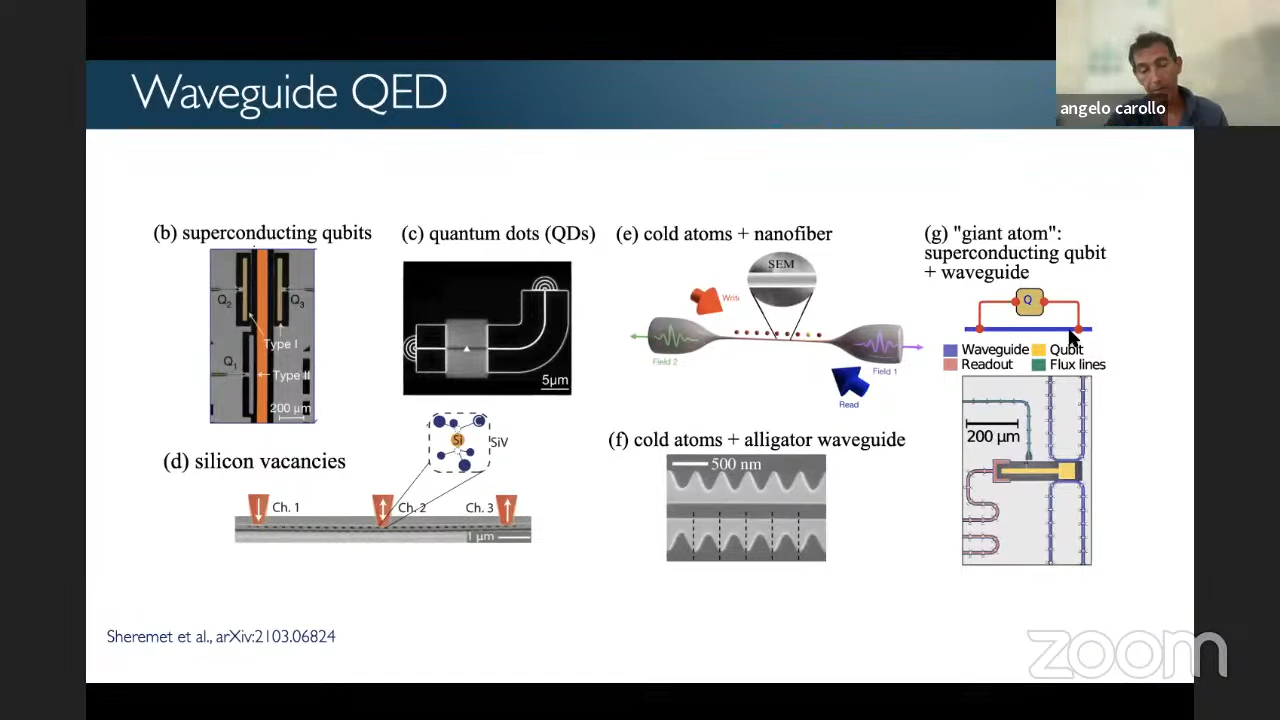 Waveguide QED
angelo carollo
(b) superconducting qubits
Q2
Q3
Type I
Q1
Type II
200 μm
(c) quantum dots (QDs)
5μm
(d) silicon vacancies
Si
SiV
Ch. 1
Ch. 2
Ch. 3
1 μm
(e) cold atoms + nanofiber
SEM
Write
Field 2
Field 1
Read
(f) cold atoms + alligator waveguide
500 nm
(g) "giant atom":
superconducting qubit
+ waveguide
Q
Waveguide Qubit
Readout Flux lines
200 μm
Sheremet et al., arXiv:2103.06824
zoom